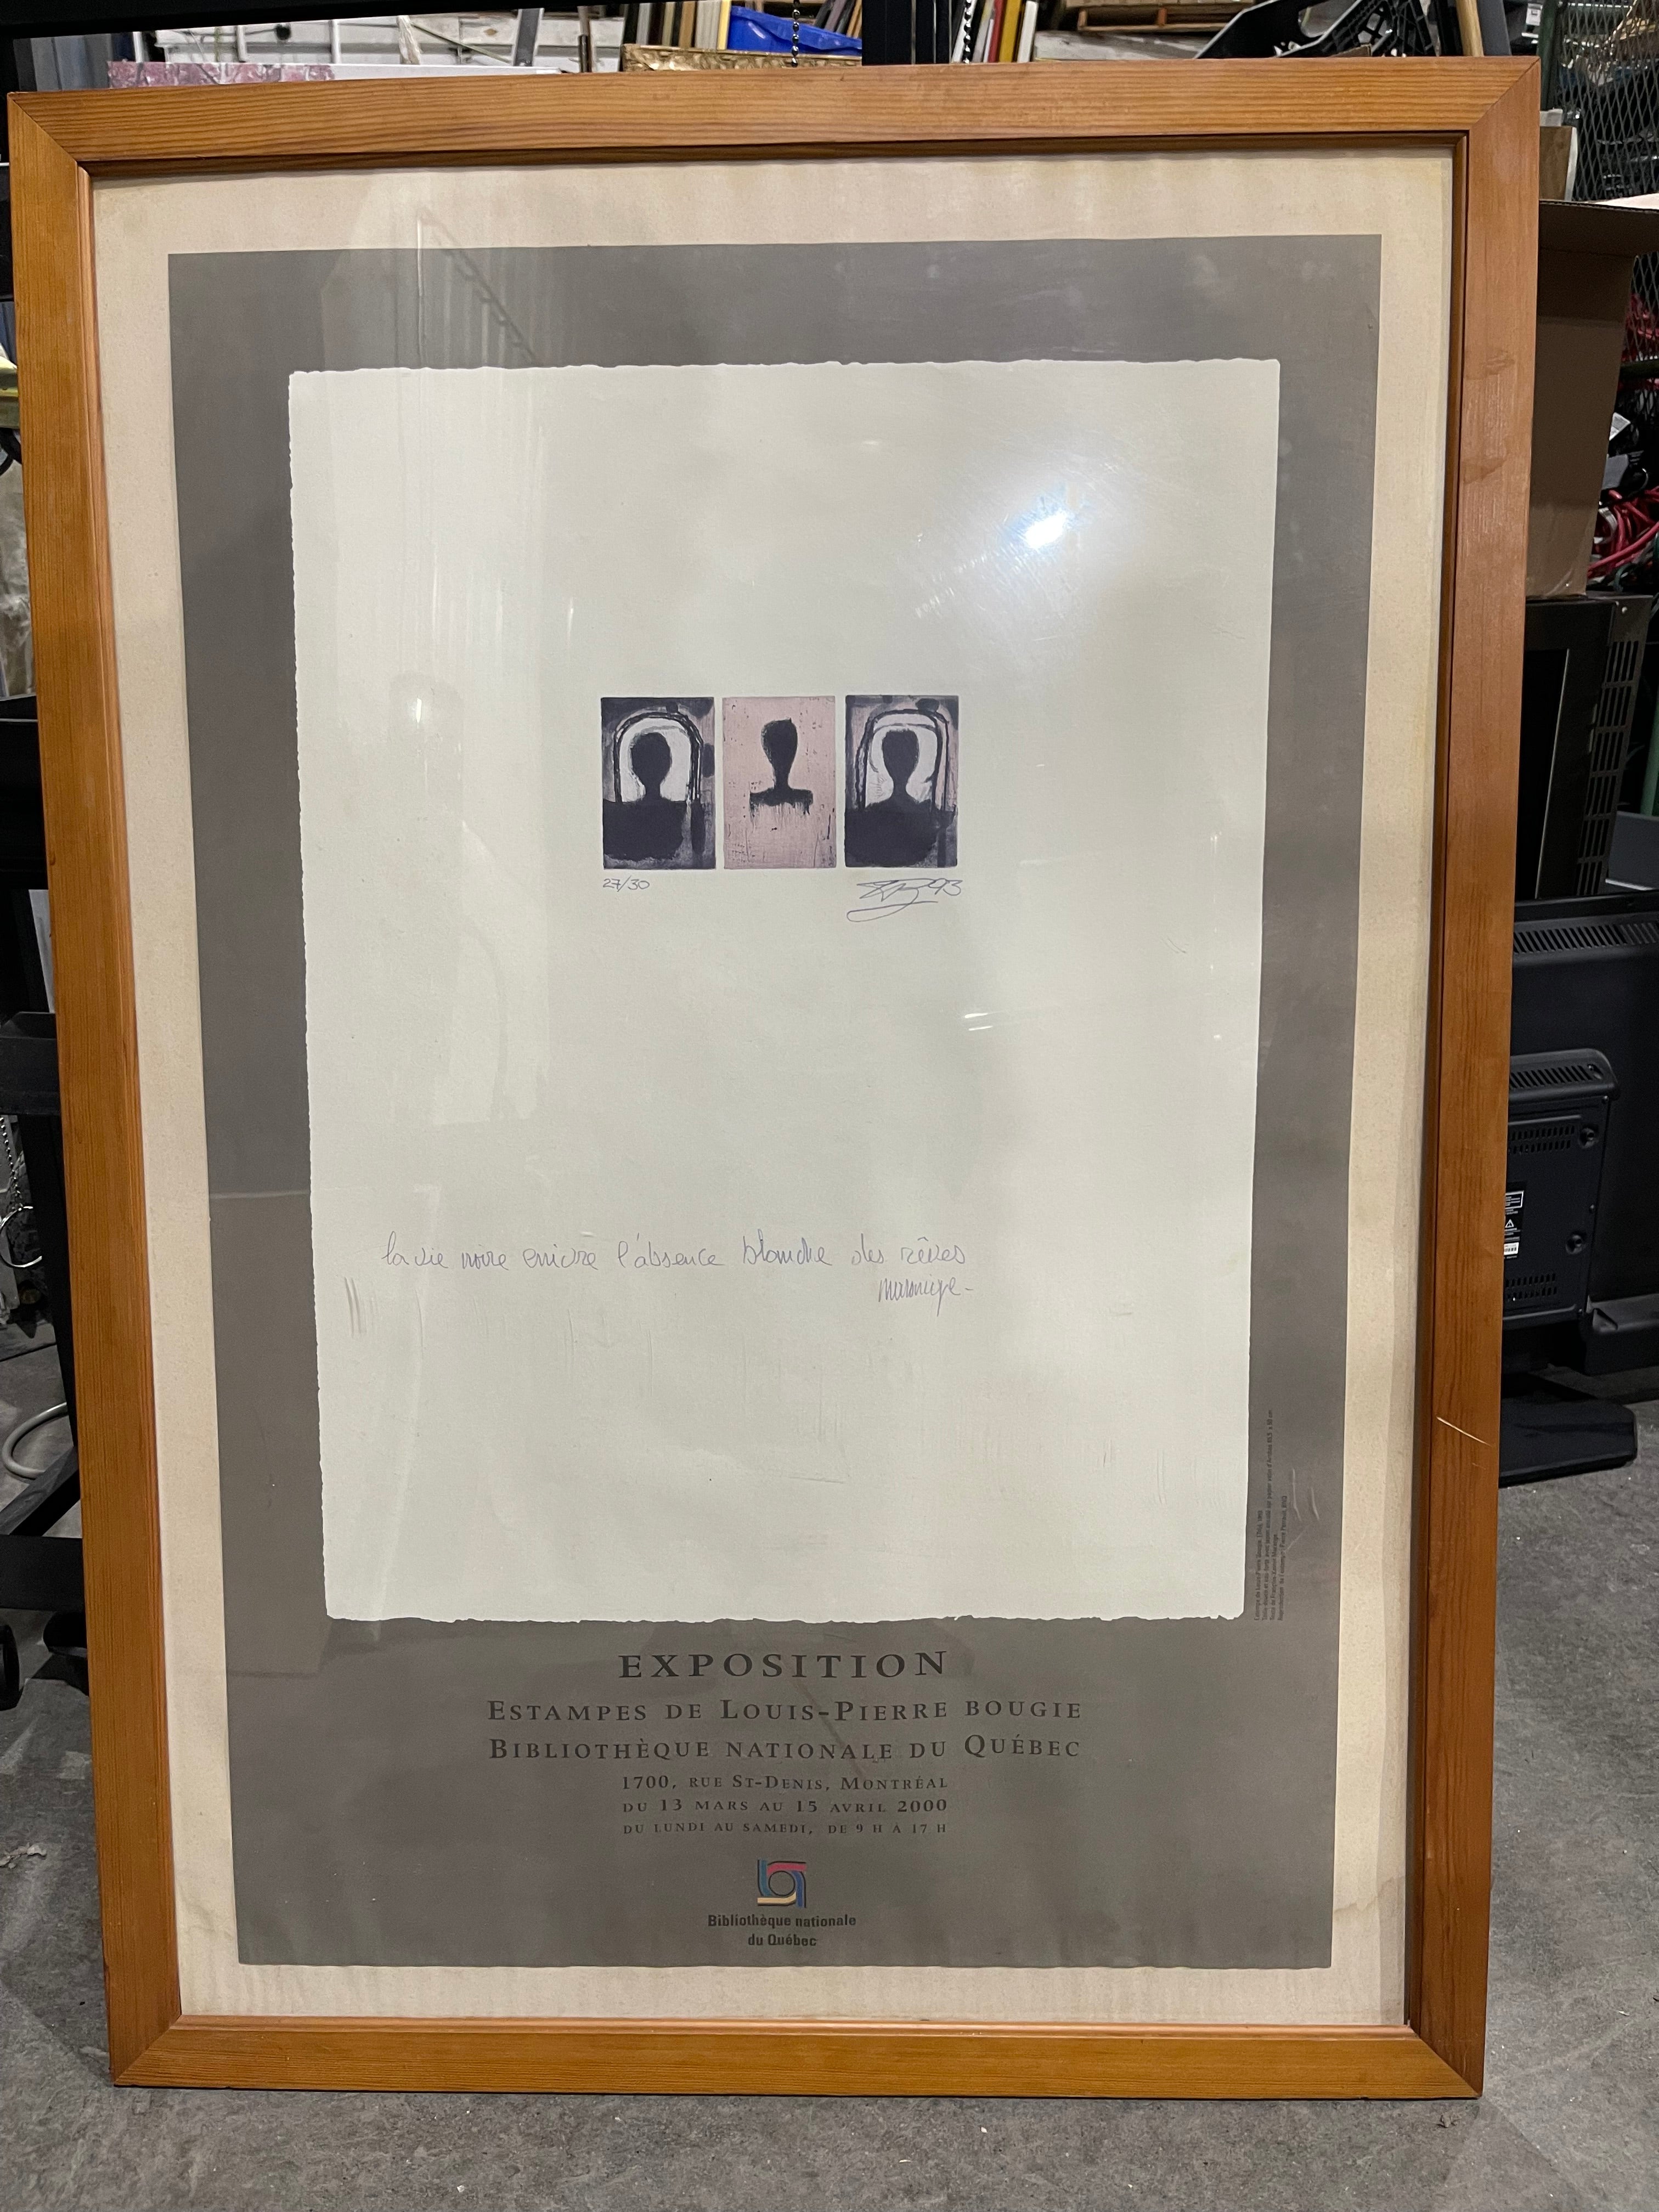 27/30
93
la vie noire enivre l'absence blanche des rêves
EXPOSITION
ESTAMPES DE LOUIS-PIERRE BOUGIE
BIBLIOTHÈQUE NATIONALE DU QUÉBEC
1700, RUE ST-DENIS, MONTRÉAL
DU 13 MARS AU 15 AVRIL 2000
DU LUNDI AU SAMEDI, DE 9 H À 17 H
Bibliothèque nationale
du Québec